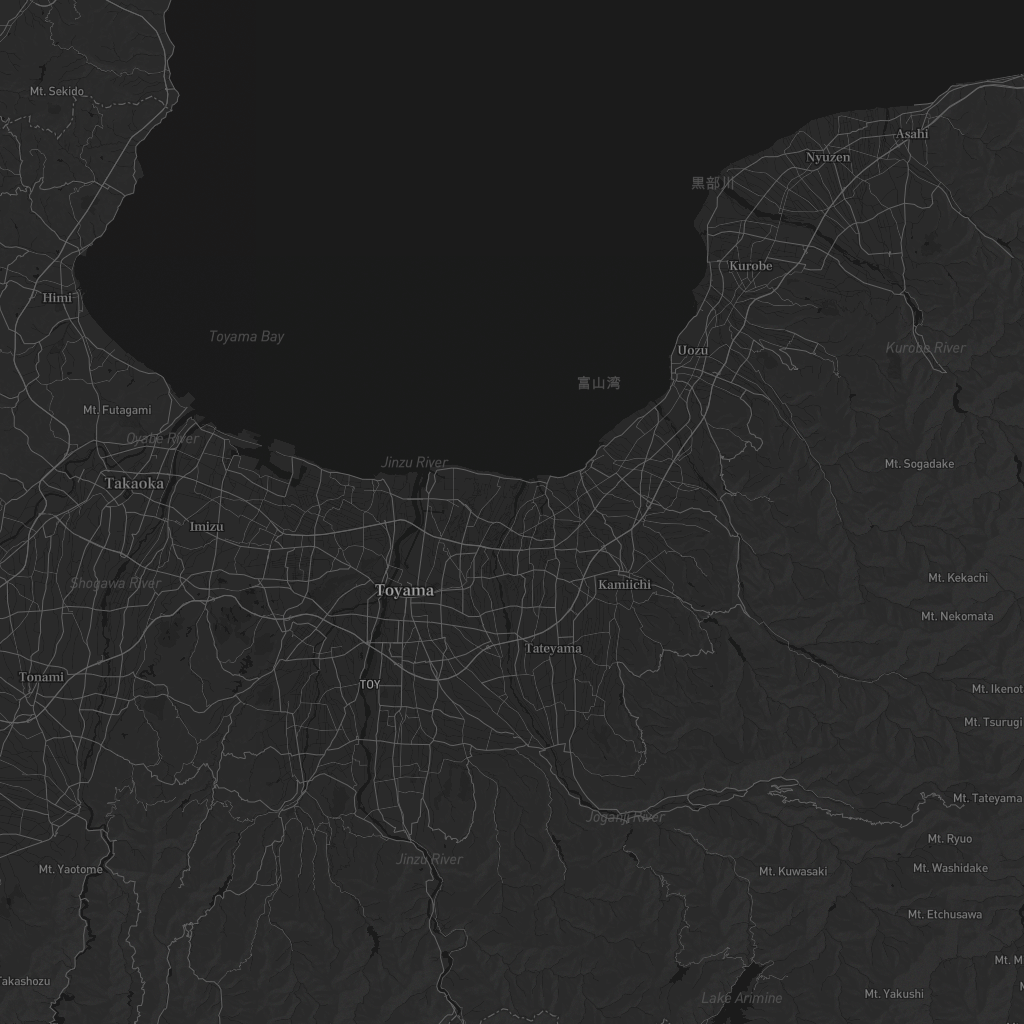 Mt. Sekido
Asahi
Nyuzen
黒部川
Kurobe
Himi
Toyama Bay
Kurobe River
Uozu
富山湾
Mt. Futagami
Oyabe River
Jinzu River
Mt. Sogadake
Takaoka
Imizu
Mt. Kekachi
Shogawa River
Kamiichi
Toyama
Mt. Nekomata
Tateyama
Tonami
TOY
Mt. Ikenot
Mt. Tsurugi
Mt. Tateyama
Joganji River
Mt. Ryuo
Jinzu River
Mt. Yaotome
Mt. Kuwasaki
Mt. Washidake
Mt. Etchusawa
Mt. M
Takashozu
Mt. Yakushi
Lake Arimine